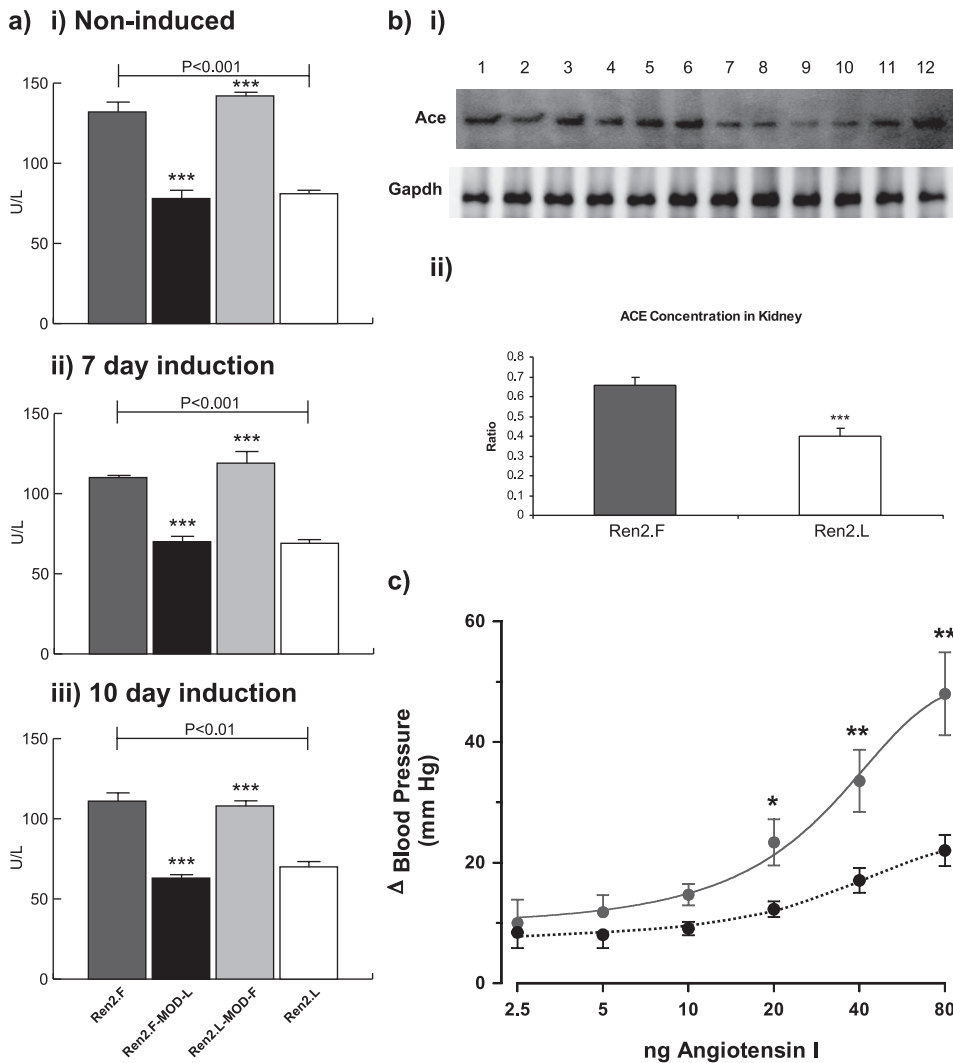 a) i) Non-induced
P<0.001
***
***
150
100
50
0
U/L
ii) 7 day induction
P<0.001
***
***
150
100
50
0
U/L
iii) 10 day induction
P<0.01
***
***
150
100
50
0
U/L
Ren2.F
Ren2.F-MOD-L
Ren2.L-MOD-F
Ren2.L
b) i)
1 2 3 4 5 6 7 8 9 10 11 12
Ace
Gapdh
ii)
ACE Concentration in Kidney
0.8
0.7
0.6
0.5
0.4
0.3
0.2
0.1
0
Ratio
***
Ren2.F
Ren2.L
c)
60
40
20
0
Δ Blood Pressure
(mm Hg)
*
**
**
2.5 5 10 20 40 80
ng Angiotensin I